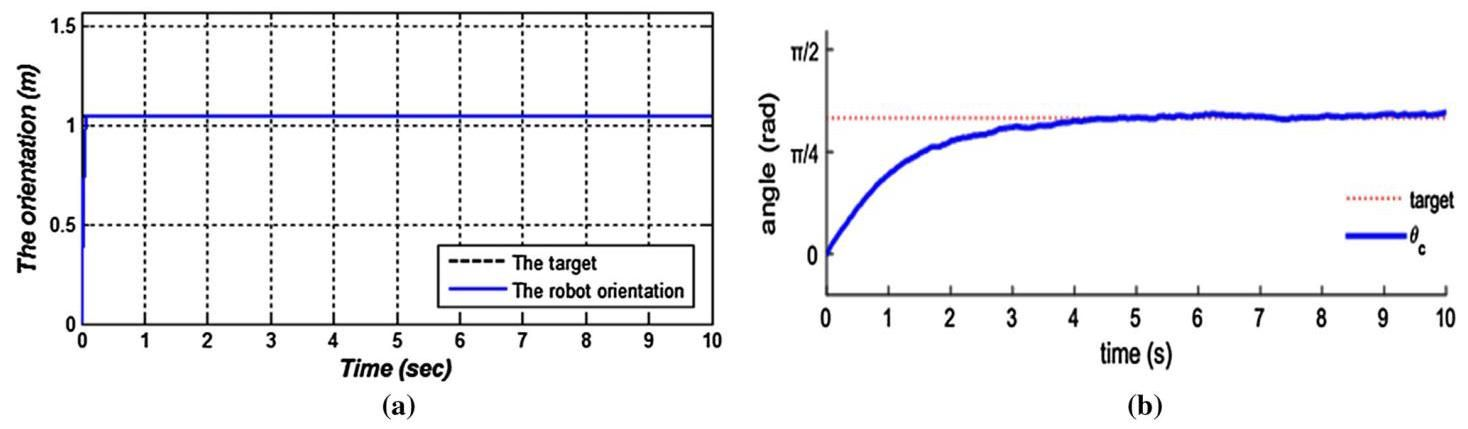 1.5
1
0.5
0
The orientation (m)
The target
The robot orientation
0 1 2 3 4 5 6 7 8 9 10
Time (sec)
(a)
π/2
π/4
0
angle (rad)
target
θc
0 1 2 3 4 5 6 7 8 9 10
time (s)
(b)